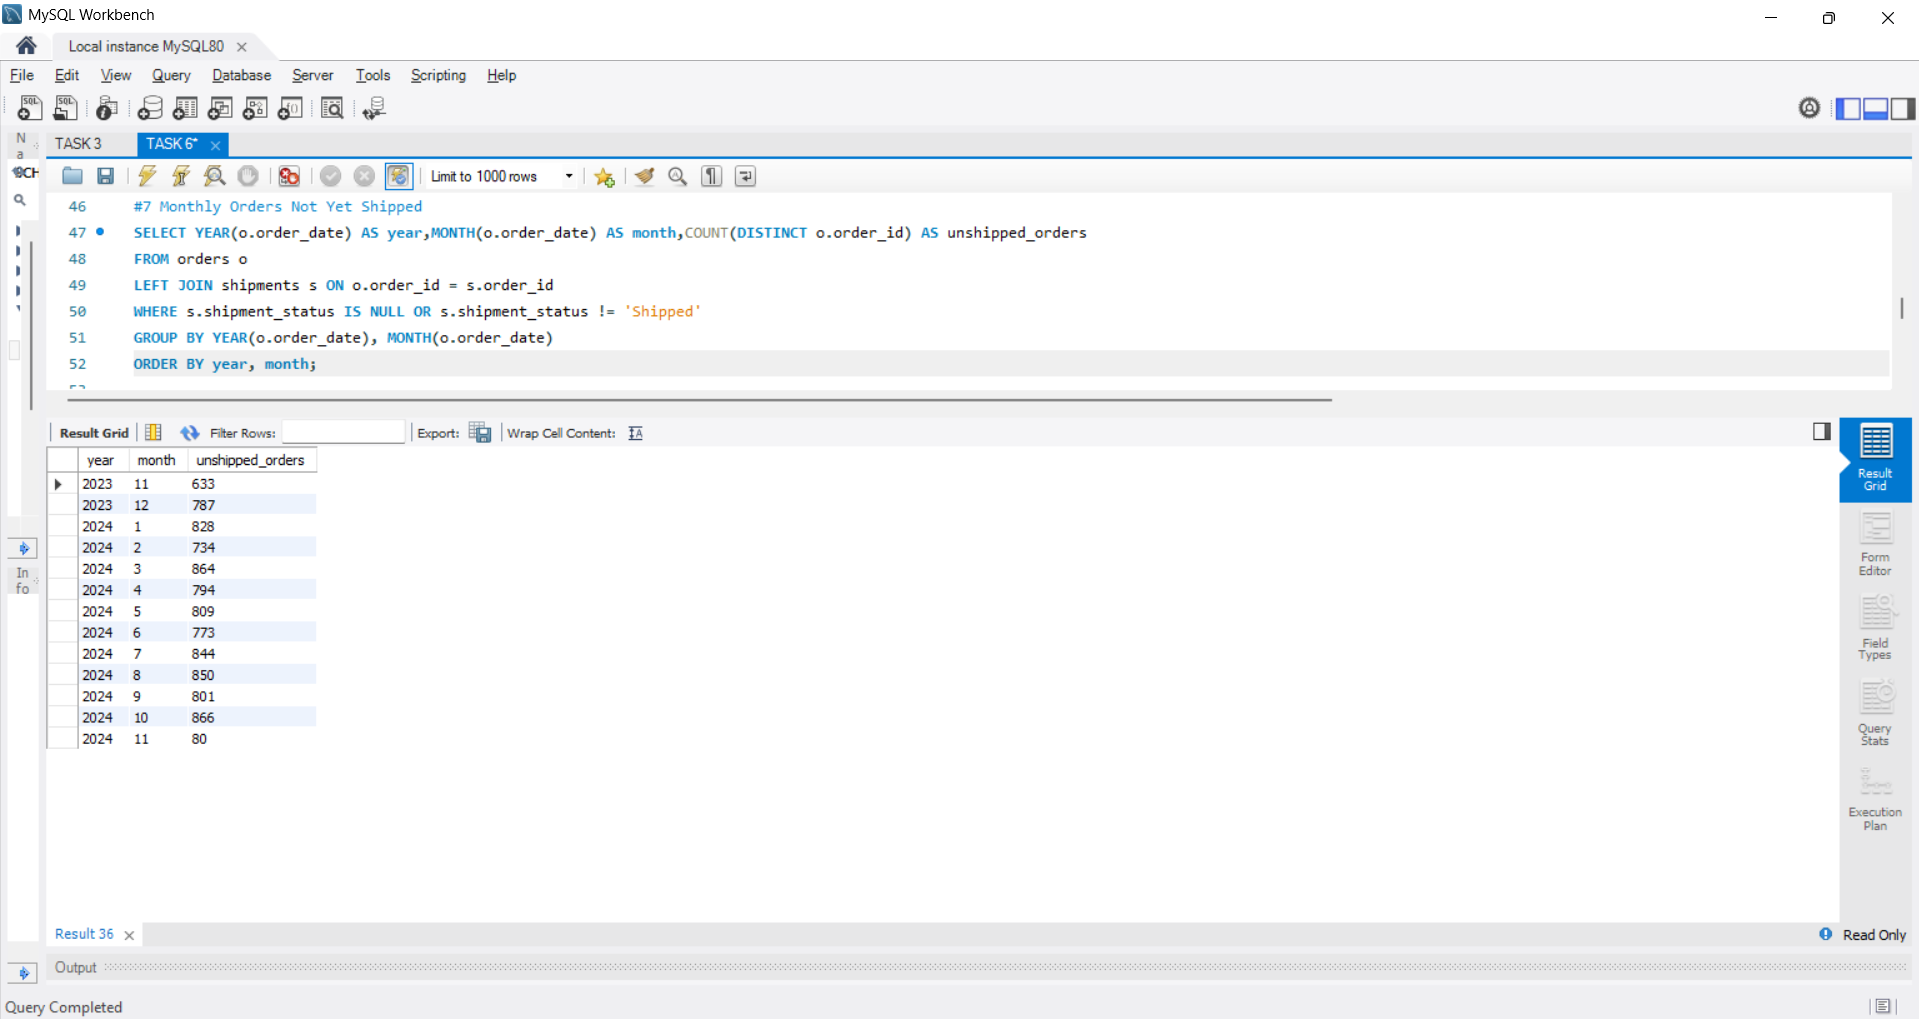 MySQL Workbench
Local instance MySQL80
File Edit View Query Database Server Tools Scripting Help
N
a
TASK 3 TASK 6*
Limit to 1000 rows
46 #7 Monthly Orders Not Yet Shipped
47 SELECT YEAR(o.order_date) AS year,MONTH(o.order_date) AS month,COUNT(DISTINCT o.order_id) AS unshipped_orders
48 FROM orders o
49 LEFT JOIN shipments s ON o.order_id = s.order_id
50 WHERE s.shipment_status IS NULL OR s.shipment_status != 'Shipped'
51 GROUP BY YEAR(o.order_date), MONTH(o.order_date)
52 ORDER BY year, month;
Result Grid Filter Rows: Export: Wrap Cell Content:
year month unshipped_orders
2023 11 633
2023 12 787
2024 1 828
2024 2 734
2024 3 864
2024 4 794
2024 5 809
2024 6 773
2024 7 844
2024 8 850
2024 9 801
2024 10 866
2024 11 80
In
fo
Result
Grid
Form
Editor
Field
Types
Query
Stats
Execution
Plan
Result 36
Read Only
Output
Query Completed